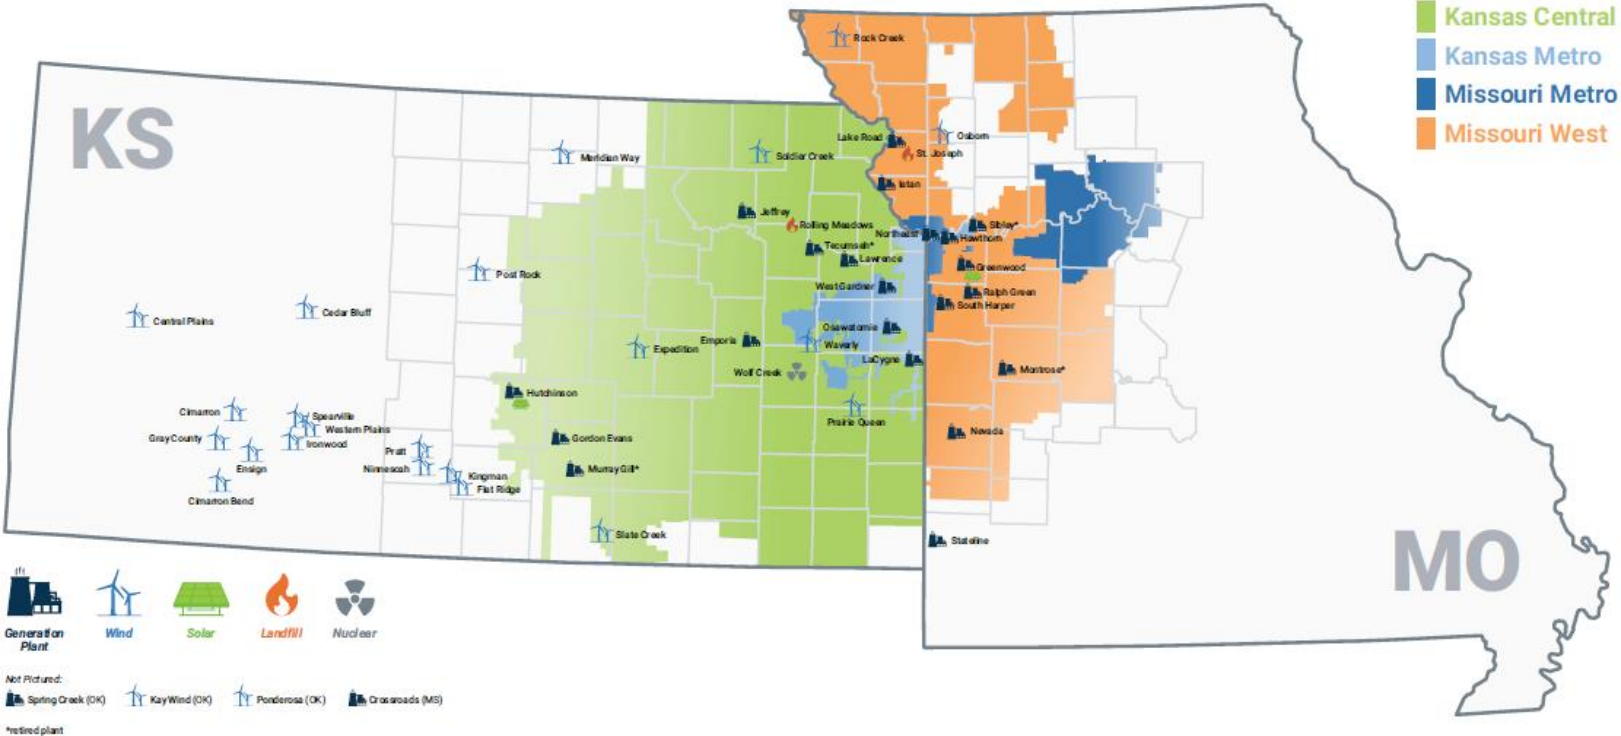 Kansas Central
Kansas Metro
Missouri Metro
Missouri West
KS
MO
Rock Creek
Lake Road
Osborn
St. Joseph
Iatan
Meridian Way
Soldier Creek
Jeffrey
Rolling Meadows
Northeast
Sibley*
Hawthorn
Tecumseh*
Lawrence
Greenwood
Post Rock
West Gardner
Ralph Green
South Harper
Central Plains
Cedar Bluff
Osawatomie
Emporia
Waverly
Expedition
LaCygne
Wolf Creek
Montrose*
Hutchinson
Cimarron
Spearville
Prairie Queen
Western Plains
Gray County
Ironwood
Gordon Evans
Nevada
Pratt
Ensign
Ninnescah
Murray Gill*
Kingman
Flat Ridge
Cimarron Bend
Slate Creek
Stateline
Generation
Plant
Wind
Solar
Landfill
Nuclear
Not Pictured:
Spring Creek (OK)
Kay Wind (OK)
Ponderosa (OK)
Crossroads (MS)
*retired plant